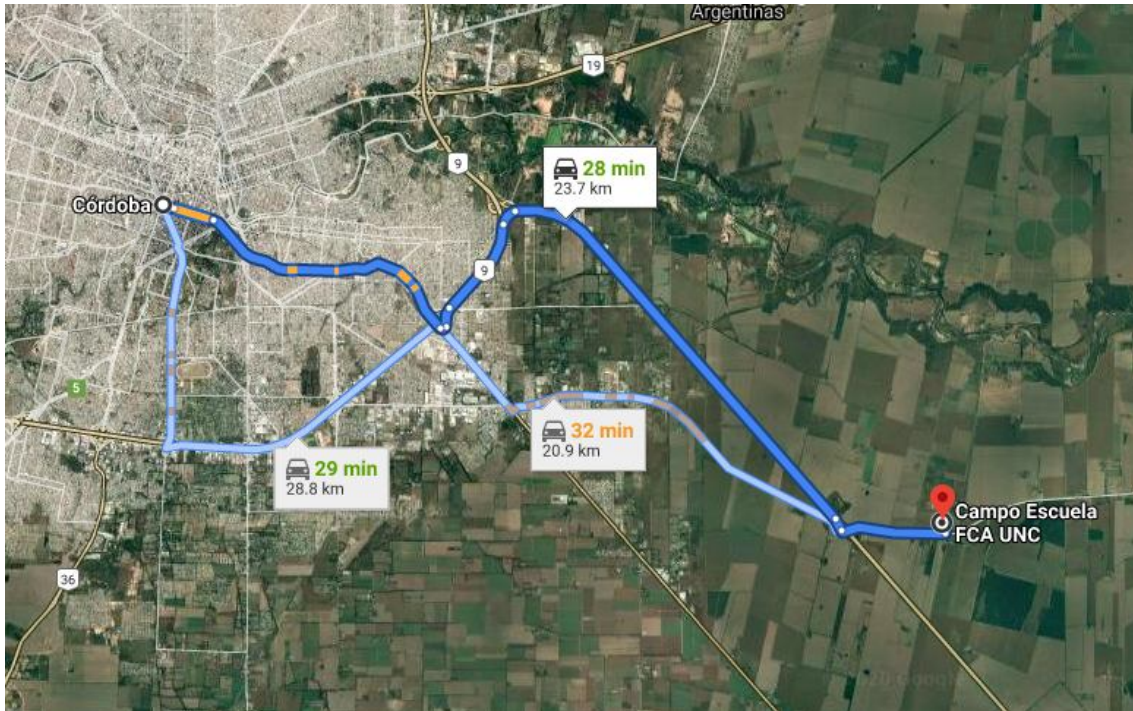 Argentinas
19
9
28 min
23.7 km
Córdoba
9
5
32 min
20.9 km
29 min
28.8 km
Campo Escuela
FCA UNC
36